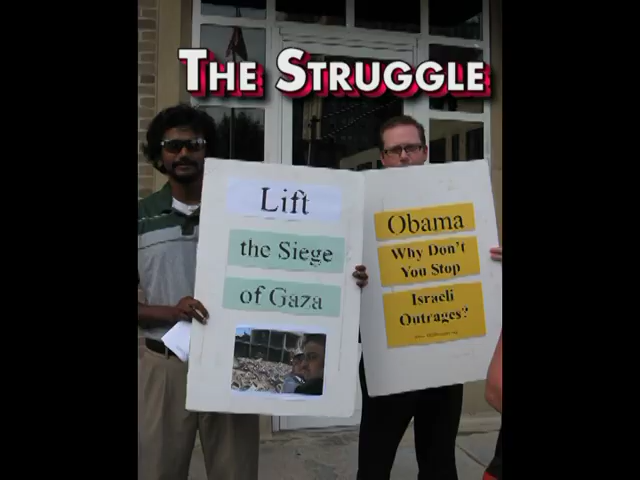 The Struggle
Lift
the Siege
of Gaza
Obama
Why Don't
You Stop
Israeli
Outrages?